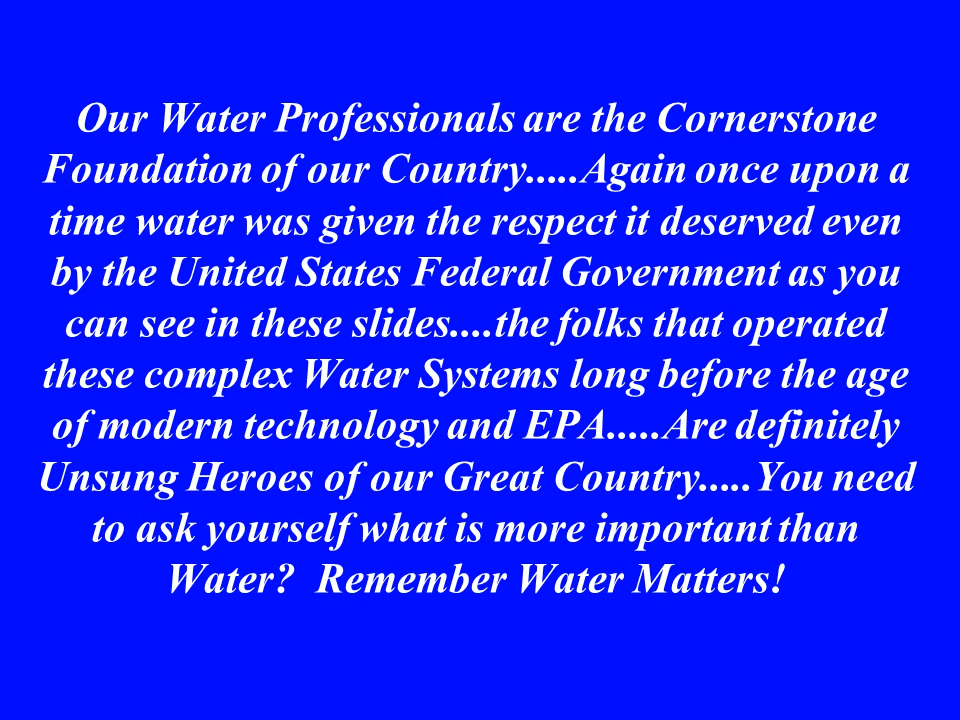 Our Water Professionals are the Cornerstone
Foundation of our Country.....Again once upon a
time water was given the respect it deserved even
by the United States Federal Government as you
can see in these slides....the folks that operated
these complex Water Systems long before the age
of modern technology and EPA.....Are definitely
Unsung Heroes of our Great Country.....You need
to ask yourself what is more important than
Water?  Remember Water Matters!